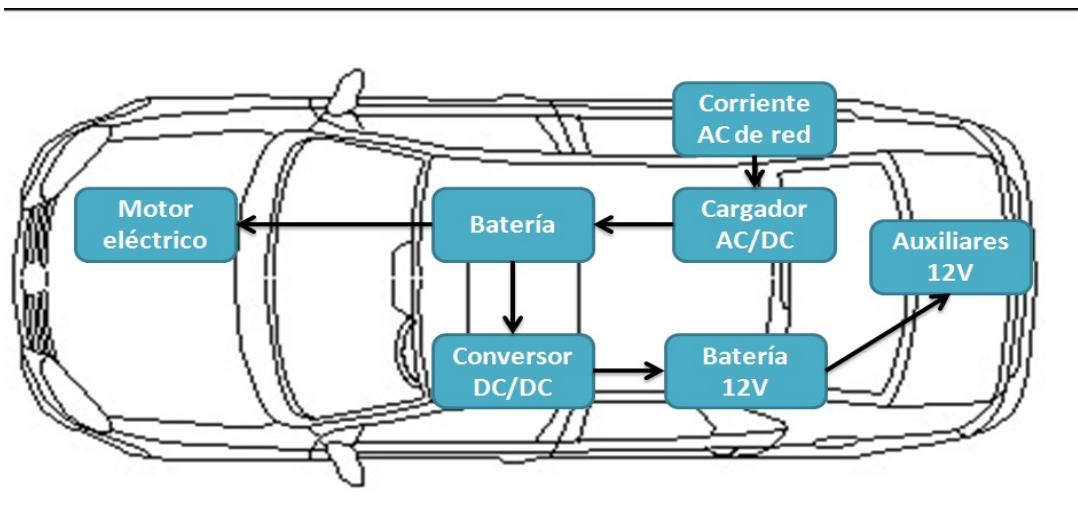 Corriente
AC de red
Motor
eléctrico
Batería
Cargador
AC/DC
Auxiliares
12V
Conversor
DC/DC
Batería
12V